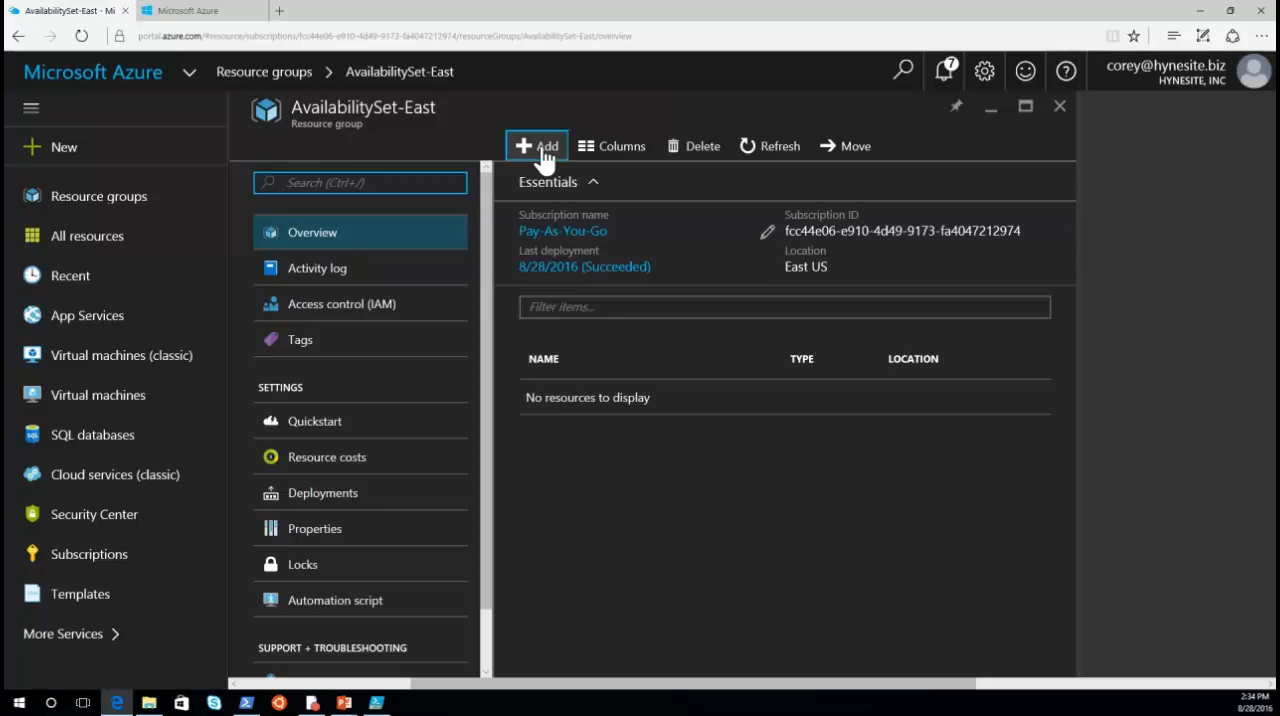 AvailabilitySet-East - Mi
Microsoft Azure
portal.azure.com/#resource/subscriptions/fcc44e06-e910-4d49-9173-fa4047212974/resourceGroups/AvailabilitySet-East/overview
Microsoft Azure
Resource groups
AvailabilitySet-East
7
corey@hynesite.biz
HYNESITE, INC
AvailabilitySet-East
Resource group
New
Resource groups
All resources
Recent
App Services
Virtual machines (classic)
Virtual machines
SQL databases
Cloud services (classic)
Security Center
Subscriptions
Templates
More Services
Search (Ctrl+/)
Overview
Activity log
Access control (IAM)
Tags
SETTINGS
Quickstart
Resource costs
Deployments
Properties
Locks
Automation script
SUPPORT + TROUBLESHOOTING
Add
Columns
Delete
Refresh
Move
Essentials
Subscription name
Pay-As-You-Go
Last deployment
8/28/2016 (Succeeded)
Subscription ID
fcc44e06-e910-4d49-9173-fa4047212974
Location
East US
Filter items...
NAME TYPE LOCATION
No resources to display
2:34 PM
8/28/2016